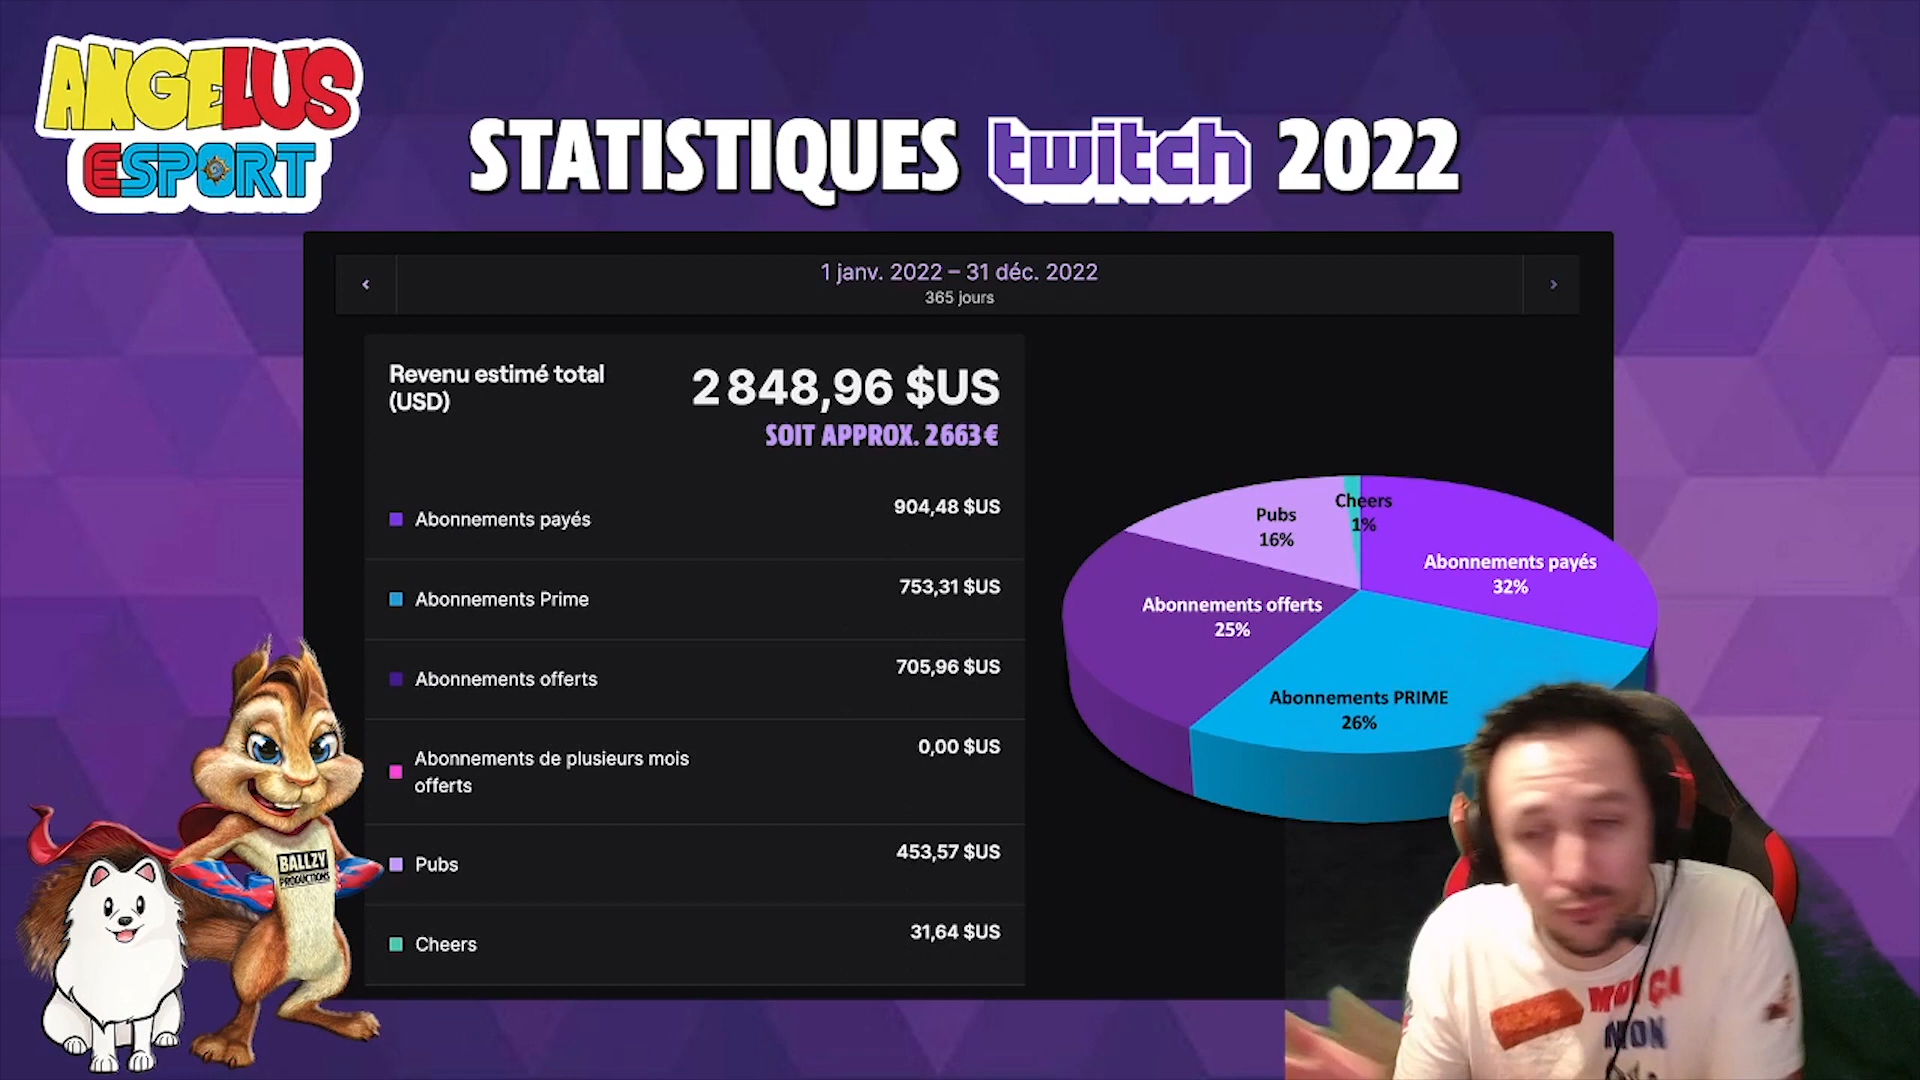 ANGELUS
ESPORT
STATISTIQUES twitch 2022
1 janv. 2022 – 31 déc. 2022
365 jours
Revenu estimé total
(USD)
2 848,96 $US
SOIT APPROX. 2663€
Abonnements payés
904,48 $US
Abonnements Prime
753,31 $US
Abonnements offerts
705,96 $US
Abonnements de plusieurs mois
offerts
0,00 $US
Pubs
453,57 $US
Cheers
31,64 $US
Cheers
1%
Pubs
16%
Abonnements payés
32%
Abonnements offerts
25%
Abonnements PRIME
26%
BALLZY
PRODUCTIONS